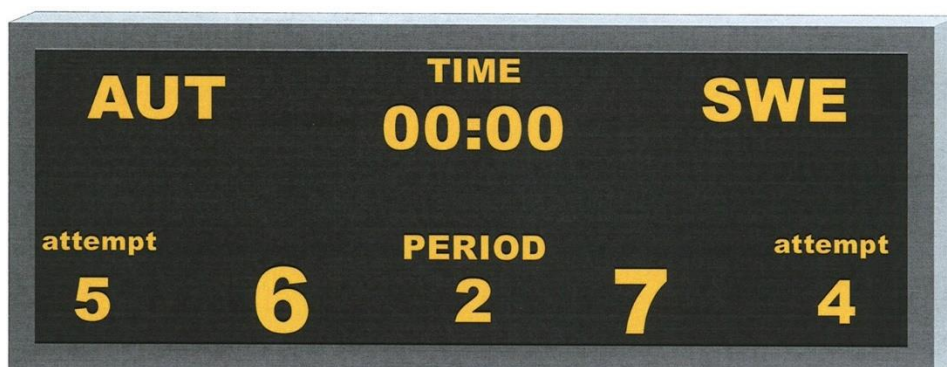 AUT TIME SWE
00:00
attempt PERIOD attempt
5 6 2 7 4